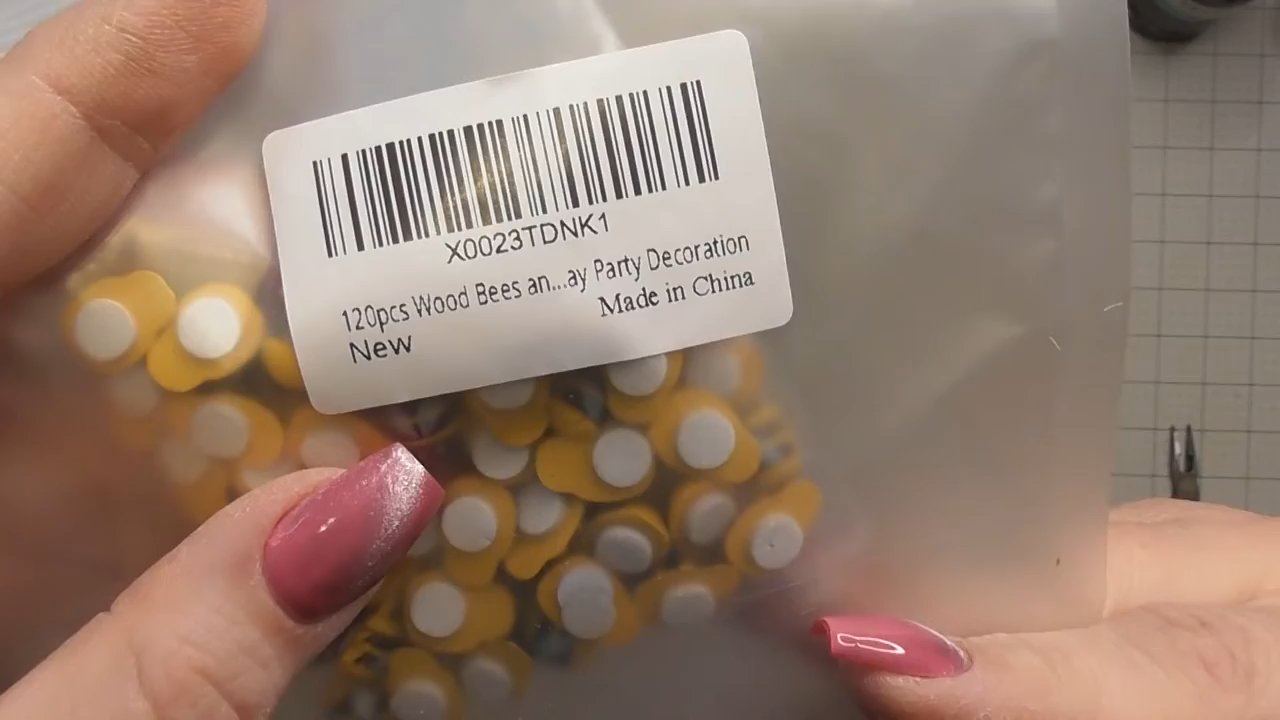 X0023TDNK1
120pcs Wood Bees an...ay Party Decoration
Made in China
New